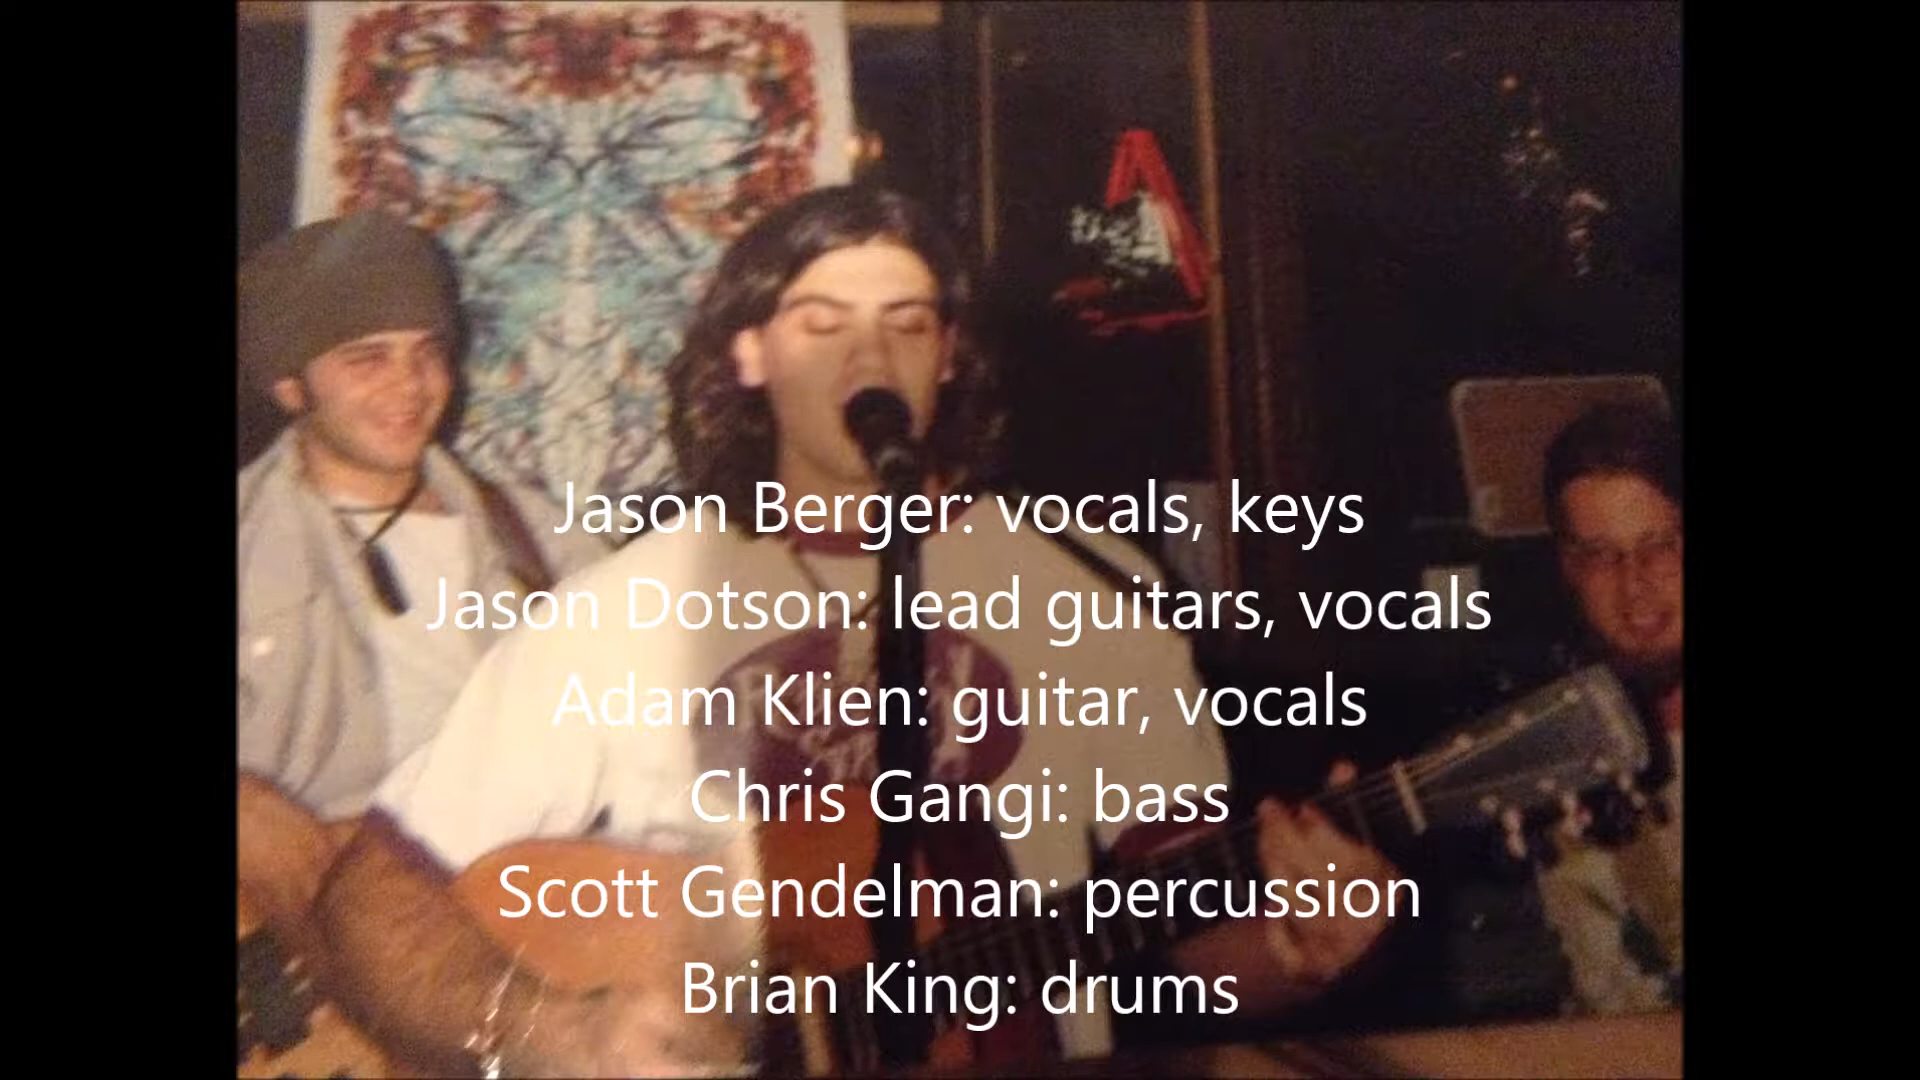 Jason Berger: vocals, keys
Jason Dotson: lead guitars, vocals
Adam Klien: guitar, vocals
Chris Gangi: bass
Scott Gendelman: percussion
Brian King: drums